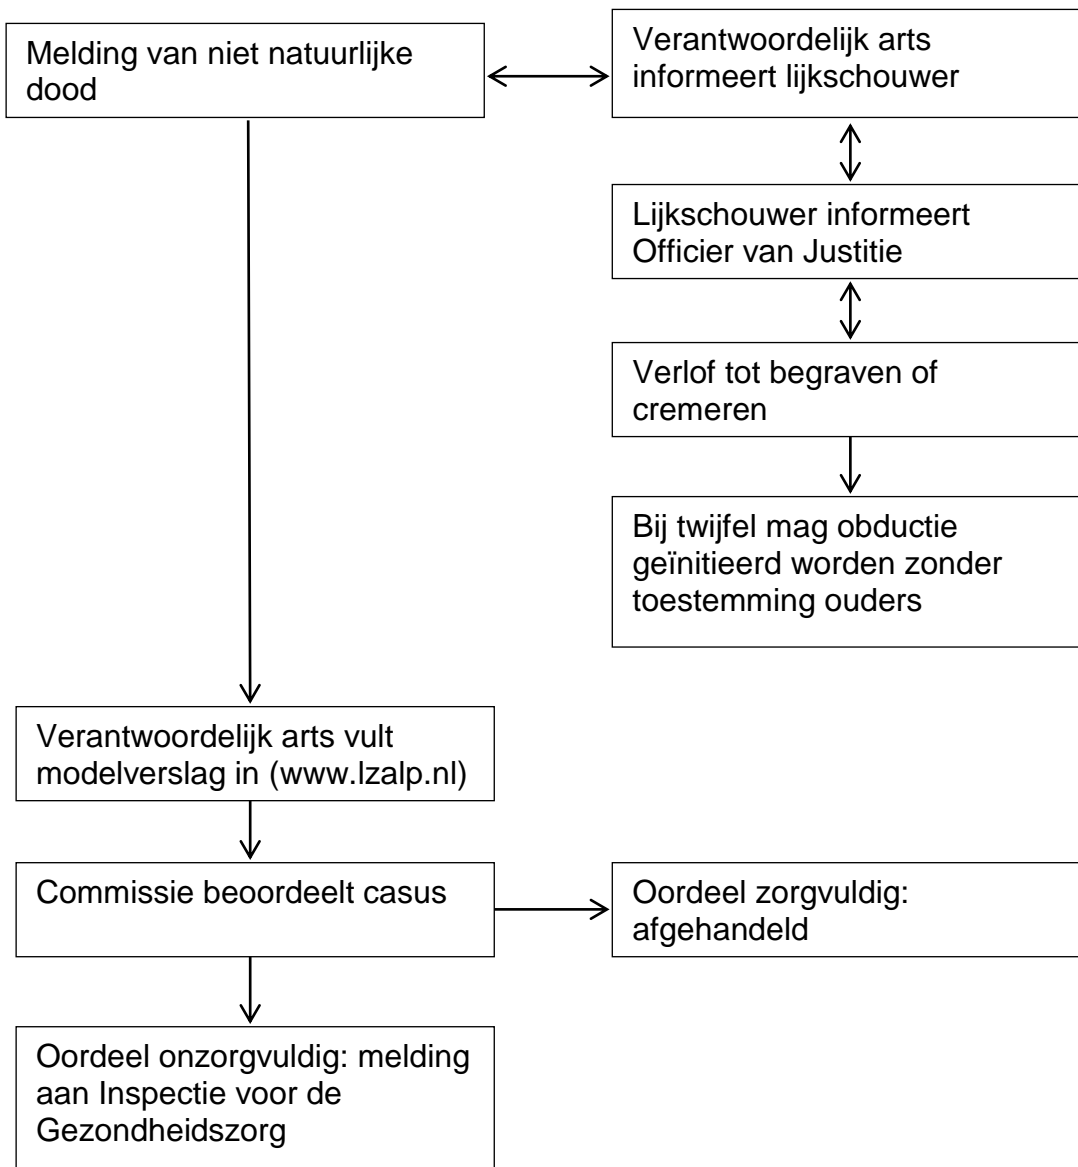 Melding van niet natuurlijke
dood
Verantwoordelijk arts
informeert lijkschouwer
Lijkschouwer informeert
Officier van Justitie
Verlof tot begraven of
cremeren
Bij twijfel mag obductie
geïnitieerd worden zonder
toestemming ouders
Verantwoordelijk arts vult
modelverslag in (www.lzalp.nl)
Commissie beoordeelt casus
Oordeel zorgvuldig:
afgehandeld
Oordeel onzorgvuldig: melding
aan Inspectie voor de
Gezondheidszorg